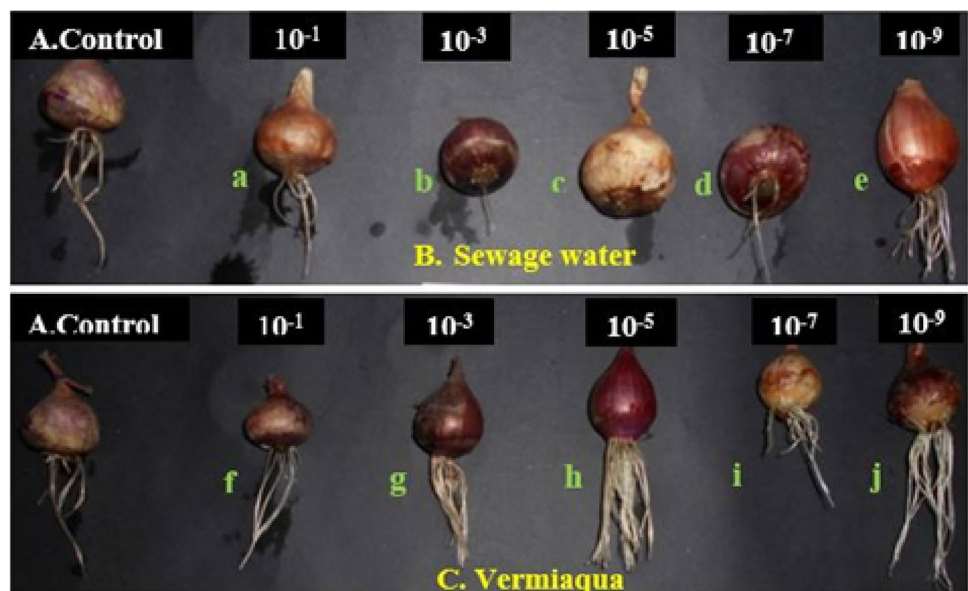 A.Control 10⁻¹ 10⁻³ 10⁻⁵ 10⁻⁷ 10⁻⁹
a b c d e
B. Sewage water
A.Control 10⁻¹ 10⁻³ 10⁻⁵ 10⁻⁷ 10⁻⁹
f g h i j
C. Vermiaqua